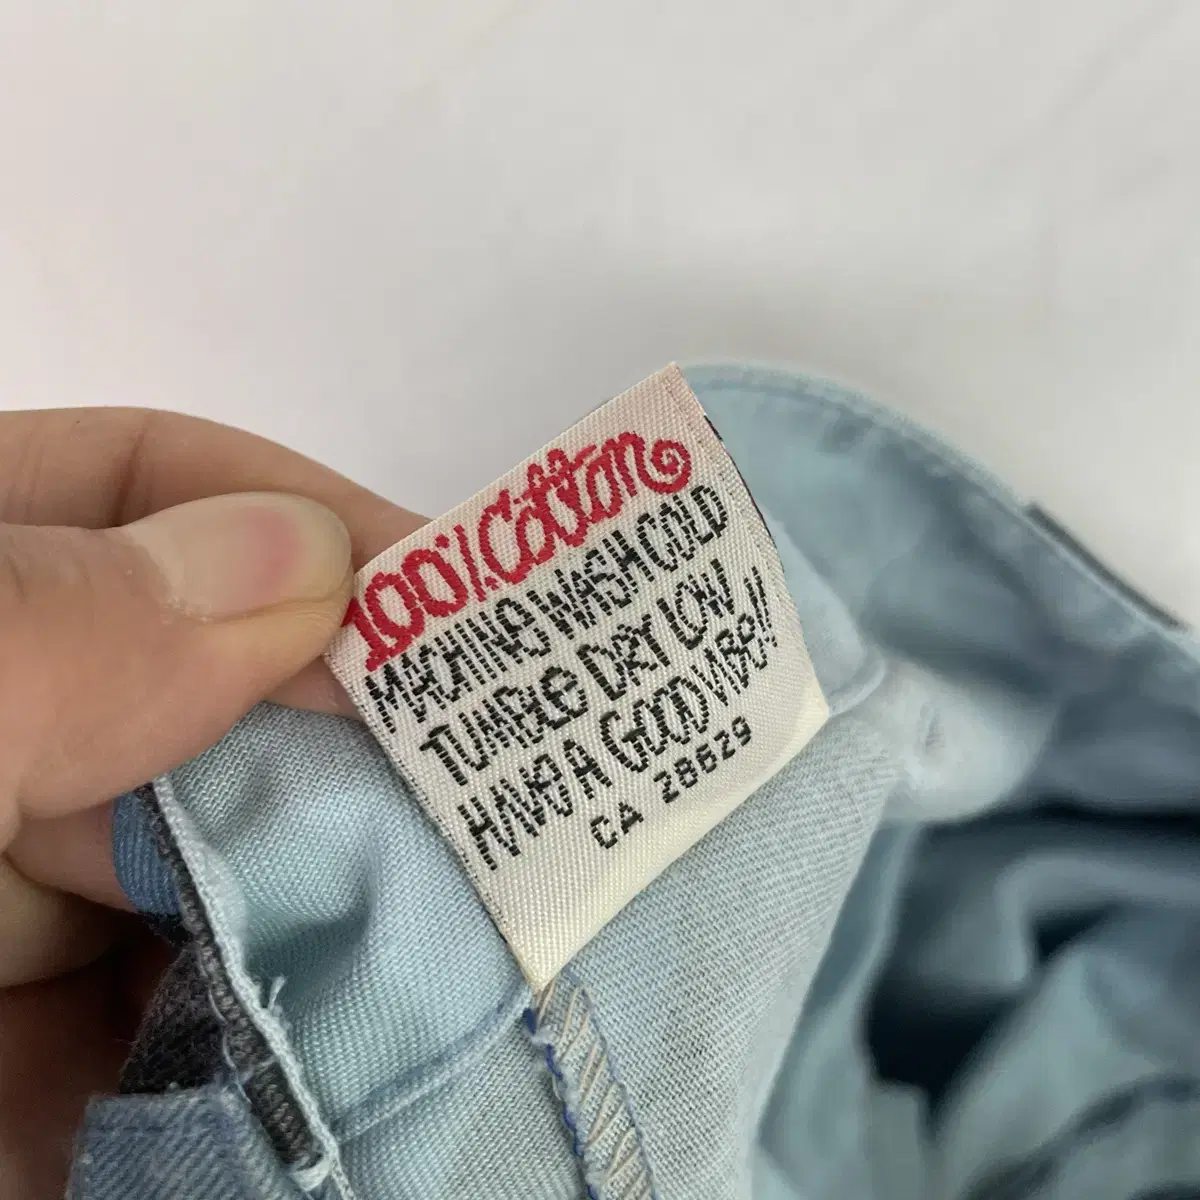 100% Cotton
MACHINE WASH COLD
TUMBLE DRY LOW
HAVE A GOOD VIBE!!
CA 28629